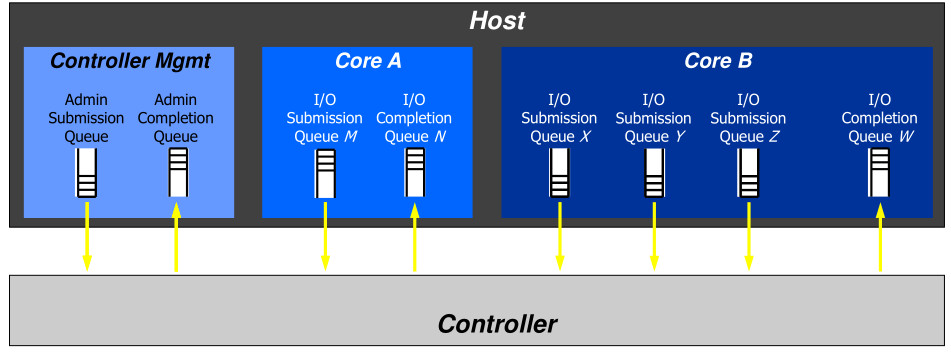 Host
Controller Mgmt
Admin
Submission
Queue
Admin
Completion
Queue
Core A
I/O
Submission
Queue M
I/O
Completion
Queue N
Core B
I/O
Submission
Queue X
I/O
Submission
Queue Y
I/O
Submission
Queue Z
I/O
Completion
Queue W
Controller